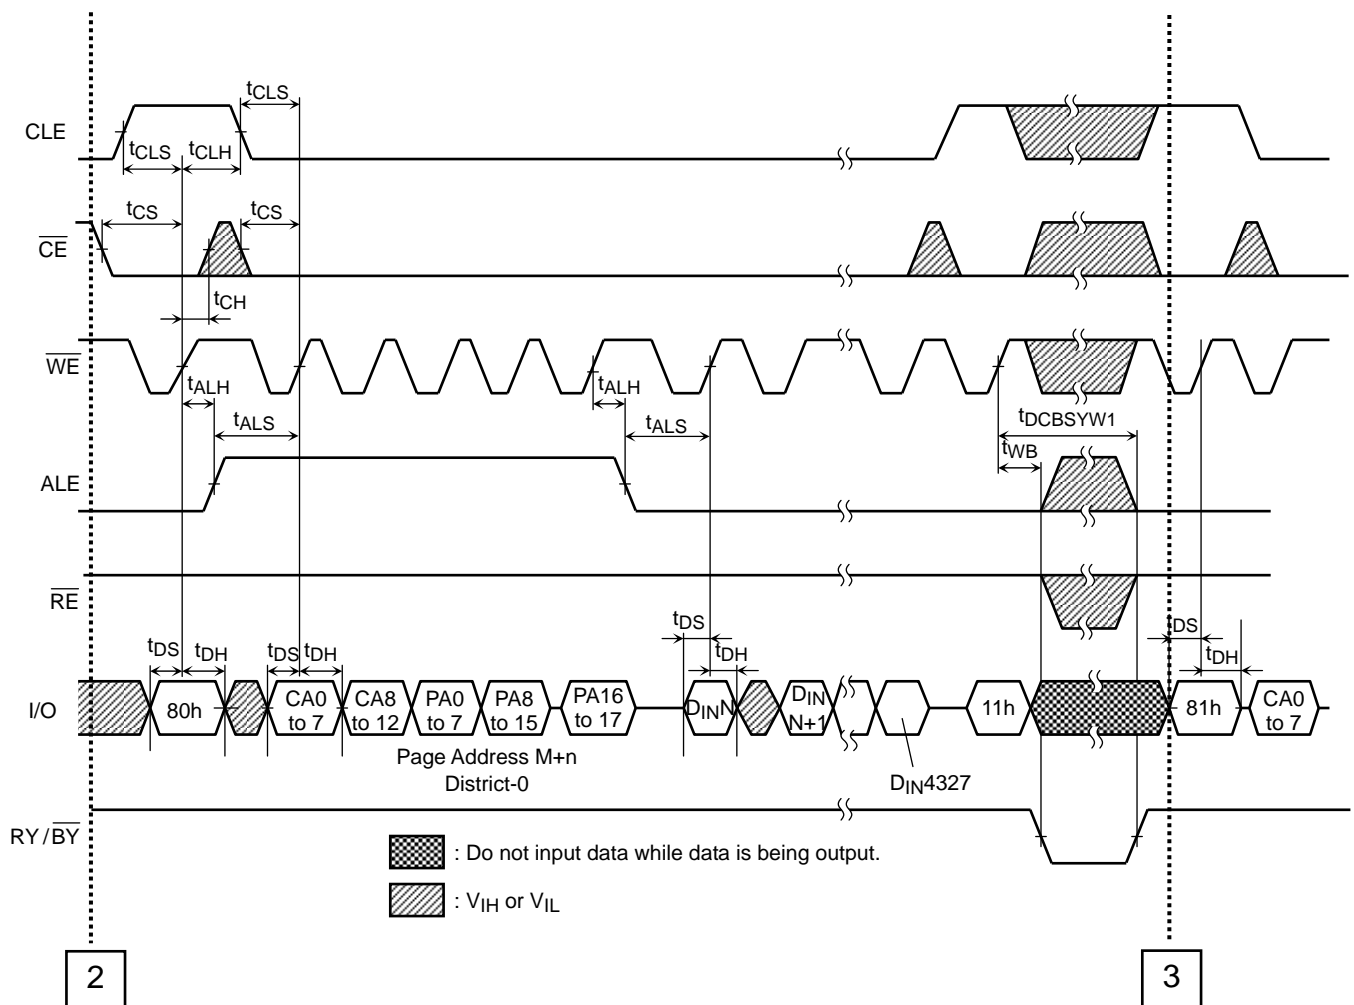 CLE
tCLS
tCLS
tCLH
CE
tCS
tCS
tCH
WE
tALH
tALS
tALH
tALS
tDCBSYW1
tWB
ALE
RE
tDS
tDH
tDS
tDH
tDS
tDH
DS
tDH
I/O
80h
CA0
to 7
CA8
to 12
PA0
to 7
PA8
to 15
PA16
to 17
DINN
DIN
N+1
11h
81h
CA0
to 7
Page Address M+n
District-0
DIN4327
RY/BY
: Do not input data while data is being output.
: VIH or VIL
2
3